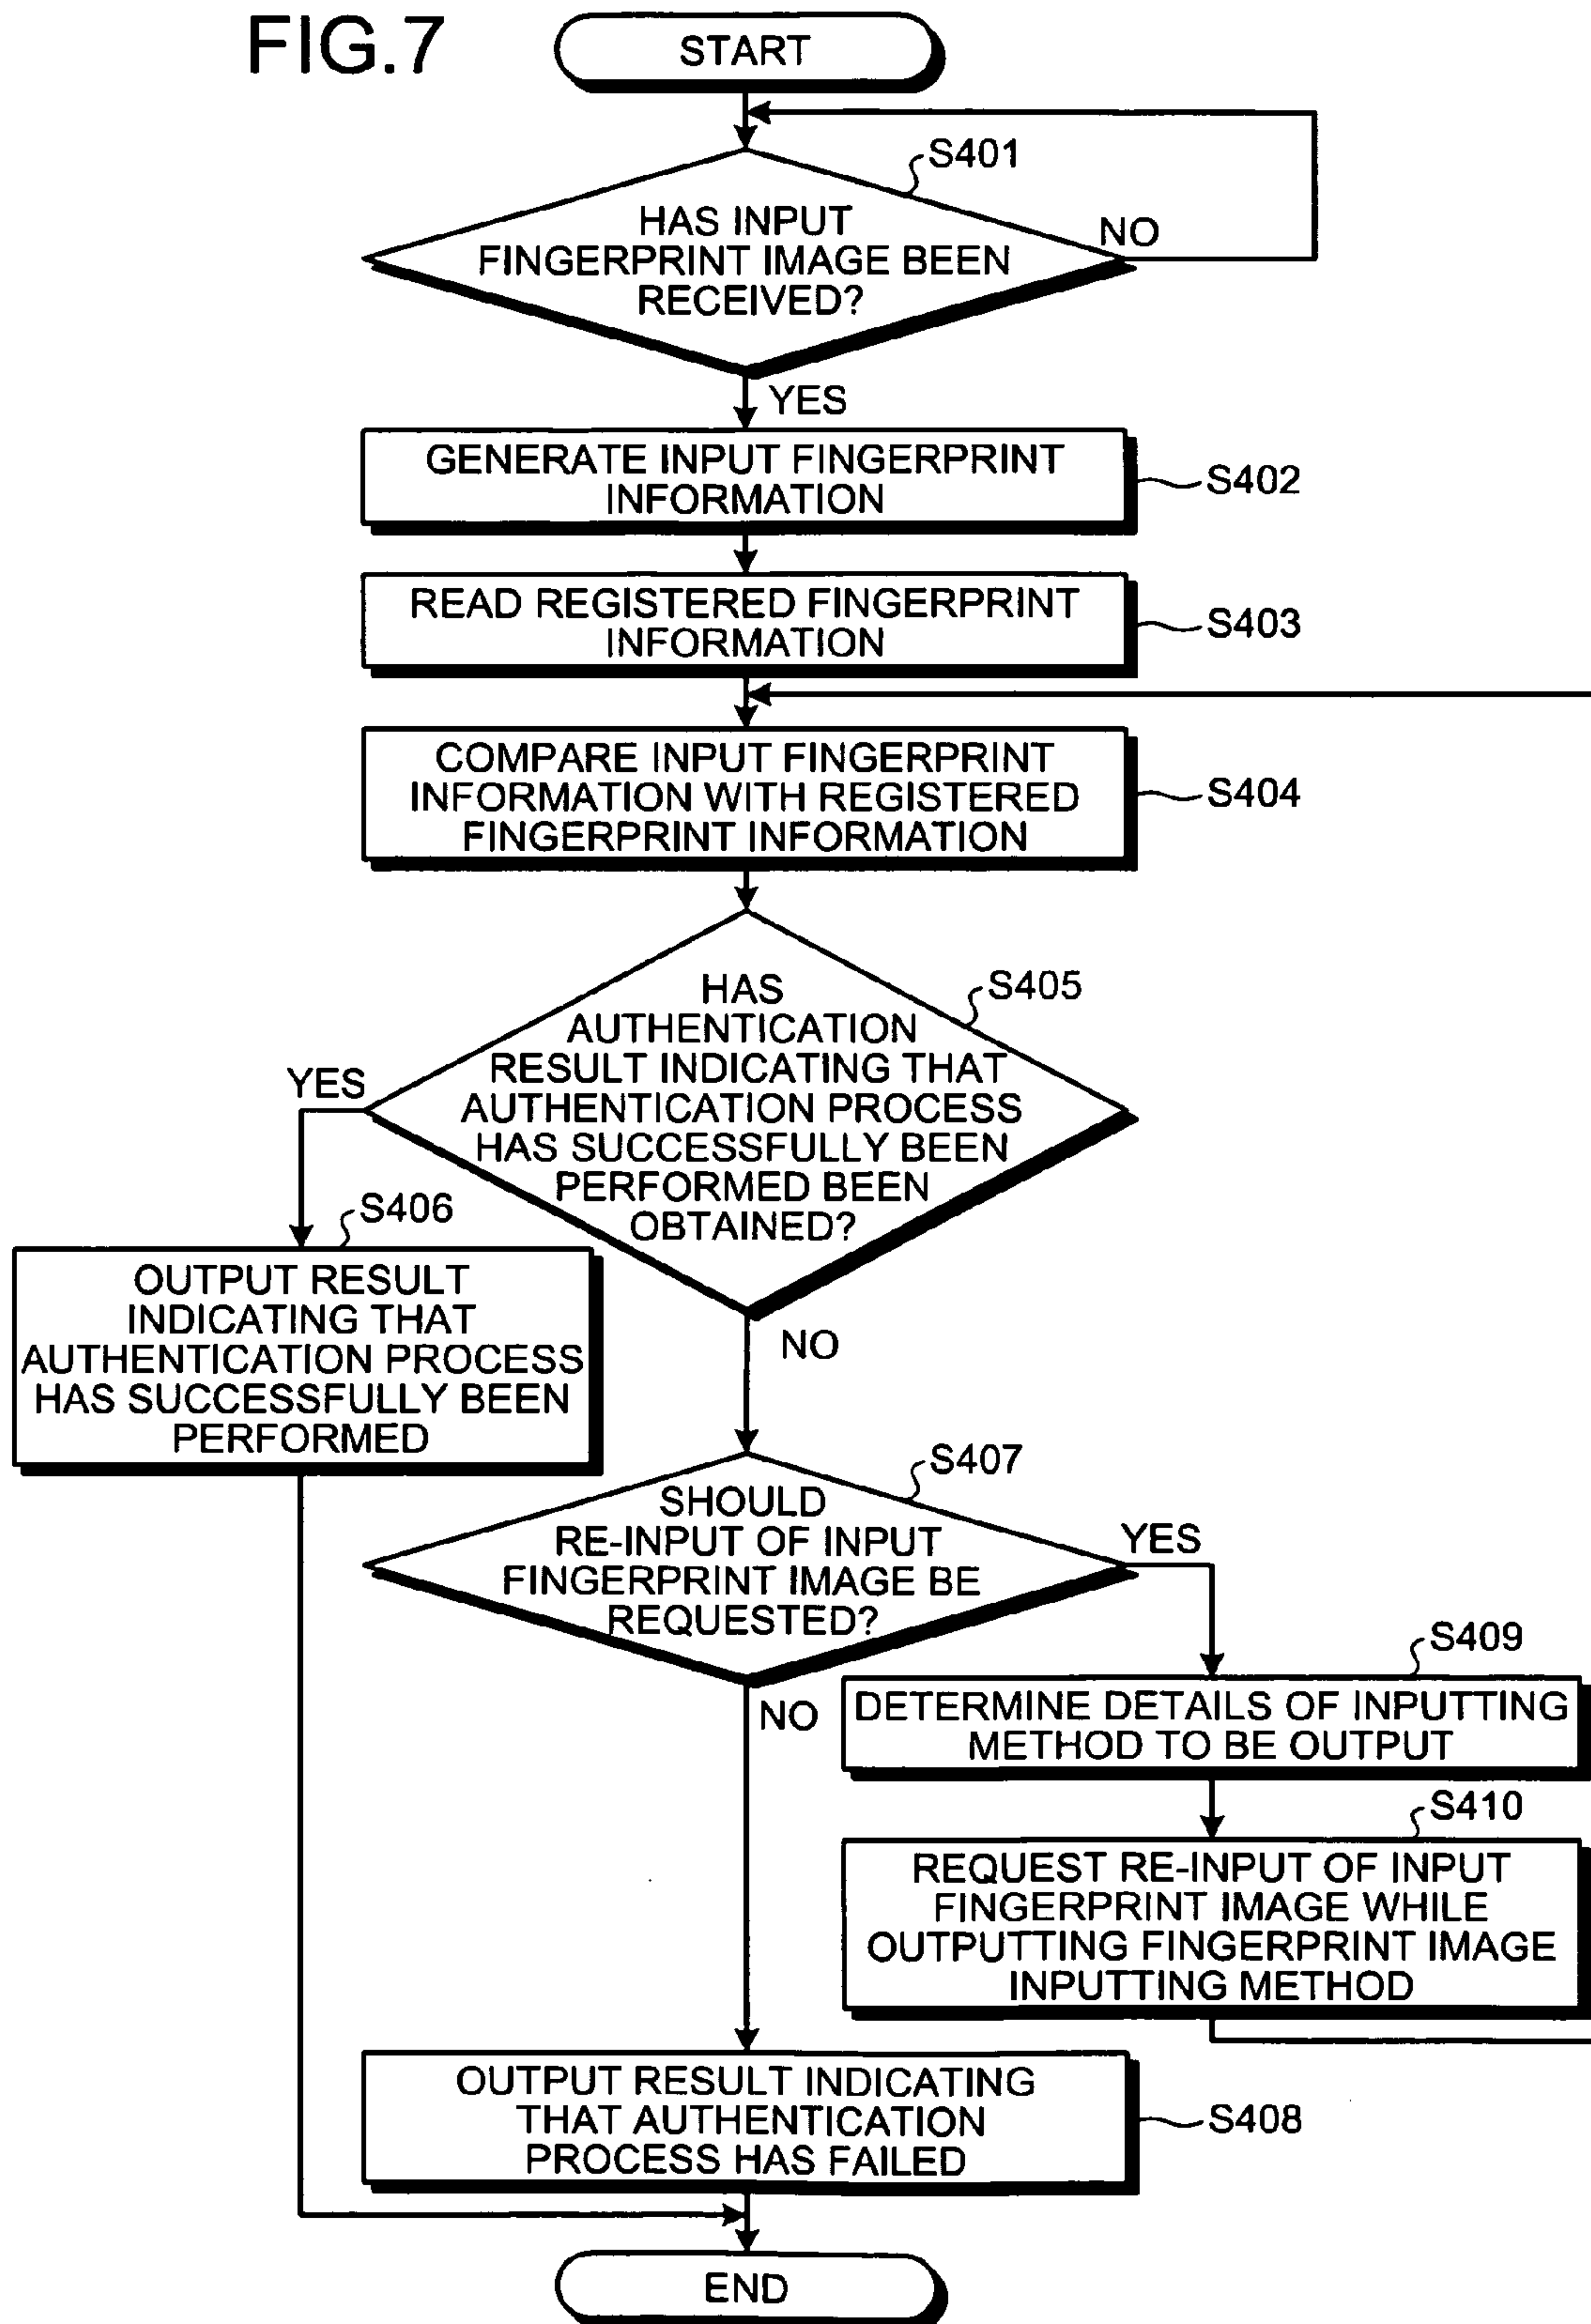 FIG.7
START
S401
HAS INPUT
FINGERPRINT IMAGE BEEN
RECEIVED?
NO
YES
GENERATE INPUT FINGERPRINT
INFORMATION
S402
READ REGISTERED FINGERPRINT
INFORMATION
S403
COMPARE INPUT FINGERPRINT
INFORMATION WITH REGISTERED
FINGERPRINT INFORMATION
S404
S405
HAS
AUTHENTICATION
RESULT INDICATING THAT
AUTHENTICATION PROCESS
HAS SUCCESSFULLY BEEN
PERFORMED BEEN
OBTAINED?
YES
S406
OUTPUT RESULT
INDICATING THAT
AUTHENTICATION PROCESS
HAS SUCCESSFULLY BEEN
PERFORMED
NO
S407
SHOULD
RE-INPUT OF INPUT
FINGERPRINT IMAGE BE
REQUESTED?
YES
S409
DETERMINE DETAILS OF INPUTTING
METHOD TO BE OUTPUT
NO
S410
REQUEST RE-INPUT OF INPUT
FINGERPRINT IMAGE WHILE
OUTPUTTING FINGERPRINT IMAGE
INPUTTING METHOD
OUTPUT RESULT INDICATING
THAT AUTHENTICATION
PROCESS HAS FAILED
S408
END